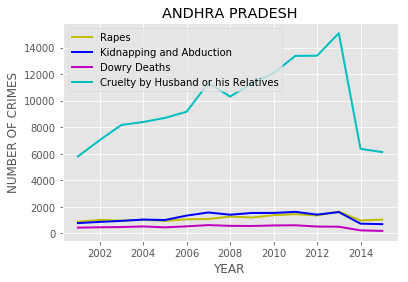 ANDHRA PRADESH
Rapes
Kidnapping and Abduction
Dowry Deaths
Cruelty by Husband or his Relatives
NUMBER OF CRIMES
14000
12000
10000
8000
6000
4000
2000
0
2002 2004 2006 2008 2010 2012 2014
YEAR